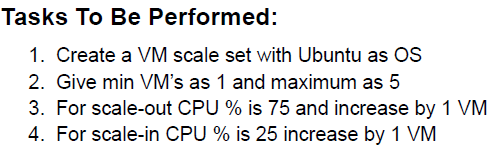 Tasks To Be Performed:
1. Create a VM scale set with Ubuntu as OS
2. Give min VM's as 1 and maximum as 5
3. For scale-out CPU % is 75 and increase by 1 VM
4. For scale-in CPU % is 25 increase by 1 VM